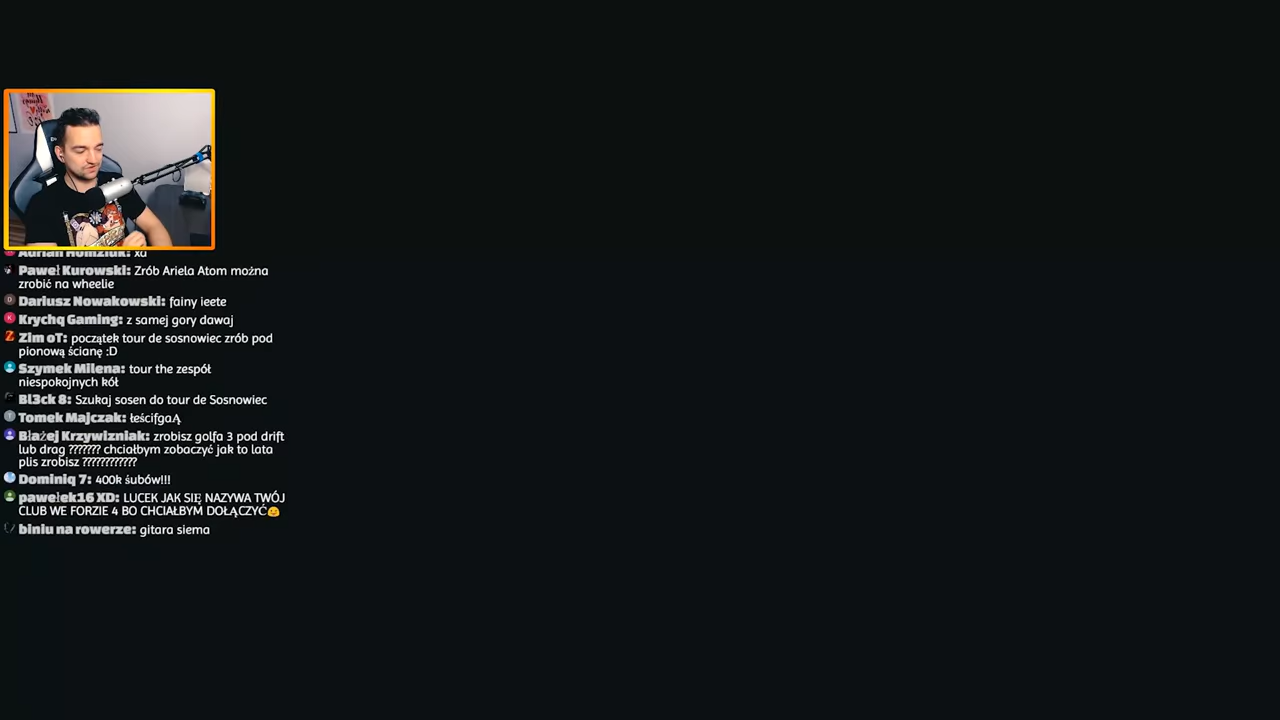 Adrian Homziuk: xd
Paweł Kurowski: Zrób Ariela Atom można
zrobić na wheelie
Dariusz Nowakowski: fainy ieete
Krychq Gaming: z samej gory dawaj
Zim oT: początek tour de sosnowiec zrób pod
pionową ścianę :D
Szymek Milena: tour the zespół
niespokojnych kół
Bl3ck 8: Szukaj sosen do tour de Sosnowiec
Tomek Majczak: łeścifgaĄ
Błażej Krzywizniak: zrobisz golfa 3 pod drift
lub drag ??????? chciałbym zobaczyć jak to lata
plis zrobisz ????????????
Dominiq 7: 400k śubów!!!
pawełek16 XD: LUCEK JAK SIĘ NAZYWA TWÓJ
CLUB WE FORZIE 4 BO CHCIAŁBYM DOŁĄCZYĆ
biniu na rowerze: gitara siema